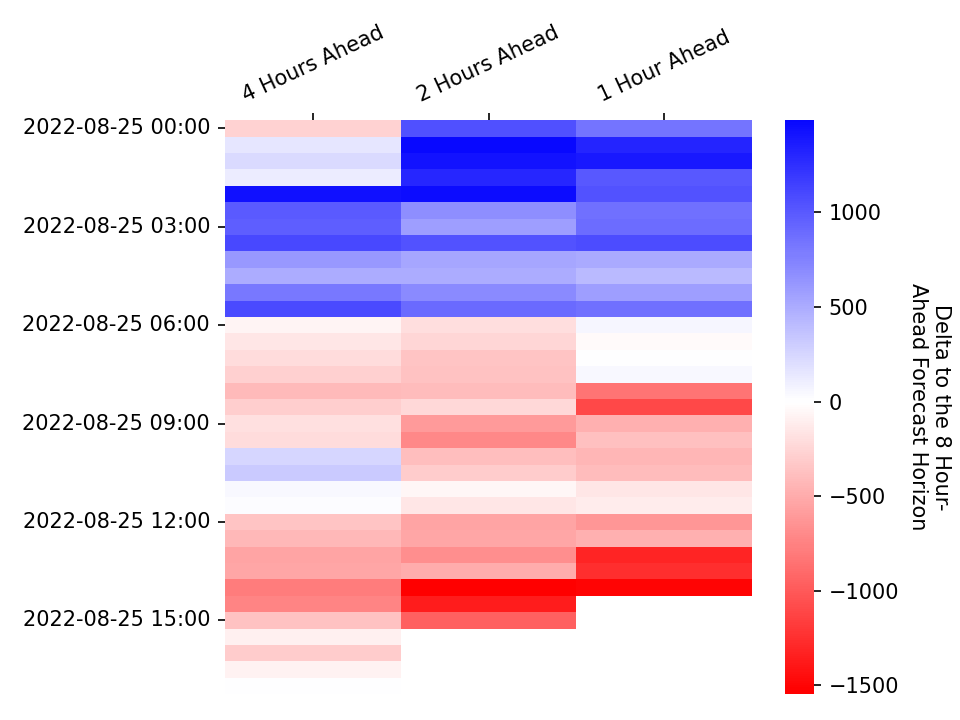 4 Hours Ahead
2 Hours Ahead
1 Hour Ahead
2022-08-25 00:00
2022-08-25 03:00
2022-08-25 06:00
2022-08-25 09:00
2022-08-25 12:00
2022-08-25 15:00
1000
500
0
−500
−1000
−1500
Delta to the 8 Hour-
Ahead Forecast Horizon